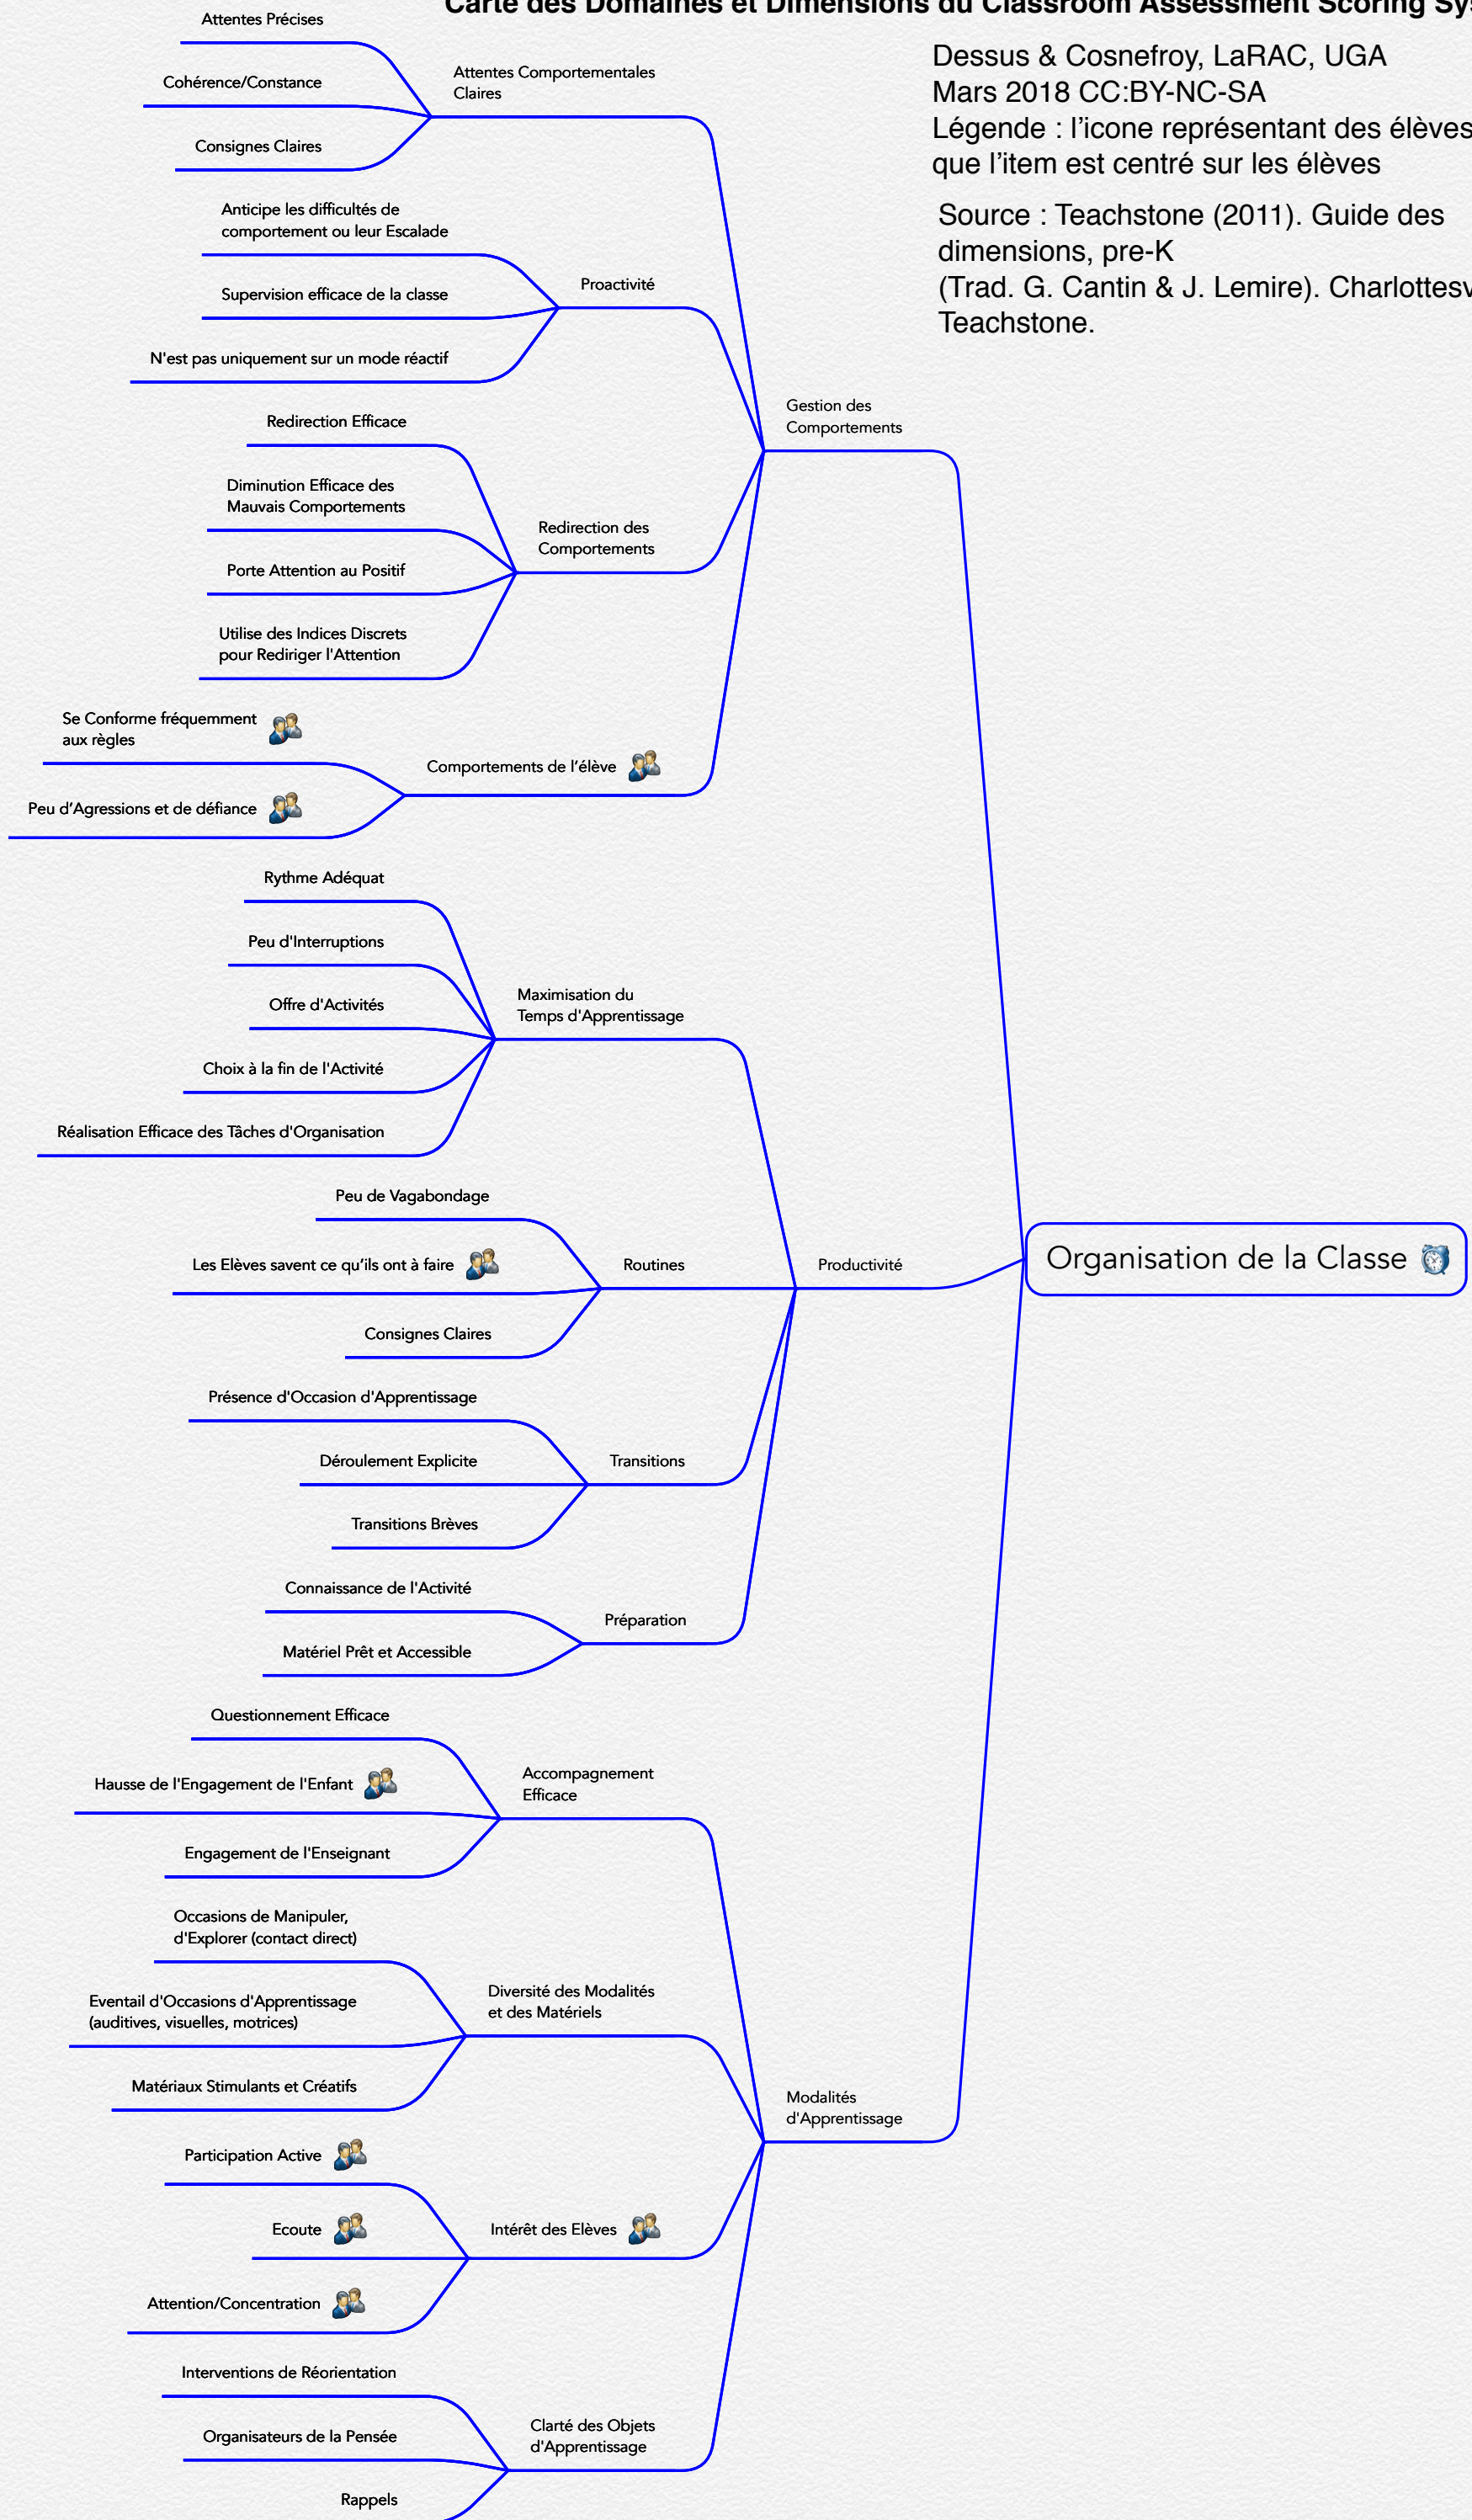 Carte des Domaines et Dimensions du Classroom Assessment Scoring
Dessus & Cosnefroy, LaRAC, UGA
Mars 2018 CC:BY-NC-SA
Légende : l’icone représentant des élèves
que l’item est centré sur les élèves
Source : Teachstone (2011). Guide des
dimensions, pre-K
(Trad. G. Cantin & J. Lemire).
Teachstone.
Organisation de la Classe
Gestion des
Comportements
Attentes Comportementales
Claires
Attentes Précises
Cohérence/Constance
Consignes Claires
Proactivité
Anticipe les difficultés de
comportement ou leur Escalade
Supervision efficace de la classe
N'est pas uniquement sur un mode réactif
Redirection des
Comportements
Redirection Efficace
Diminution Efficace des
Mauvais Comportements
Porte Attention au Positif
Utilise des Indices Discrets
pour Rediriger l'Attention
Comportements de l’élève
Se Conforme fréquemment
aux règles
Peu d’Agressions et de défiance
Productivité
Maximisation du
Temps d'Apprentissage
Rythme Adéquat
Peu d'Interruptions
Offre d'Activités
Choix à la fin de l'Activité
Réalisation Efficace des Tâches d'Organisation
Routines
Peu de Vagabondage
Les Elèves savent ce qu’ils ont à faire
Consignes Claires
Transitions
Présence d'Occasion d'Apprentissage
Déroulement Explicite
Transitions Brèves
Préparation
Connaissance de l'Activité
Matériel Prêt et Accessible
Modalités
d'Apprentissage
Accompagnement
Efficace
Questionnement Efficace
Hausse de l'Engagement de l'Enfant
Engagement de l'Enseignant
Diversité des Modalités
et des Matériels
Occasions de Manipuler,
d'Explorer (contact direct)
Eventail d'Occasions d'Apprentissage
(auditives, visuelles, motrices)
Matériaux Stimulants et Créatifs
Intérêt des Elèves
Participation Active
Ecoute
Attention/Concentration
Clarté des Objets
d'Apprentissage
Interventions de Réorientation
Organisateurs de la Pensée
Rappels